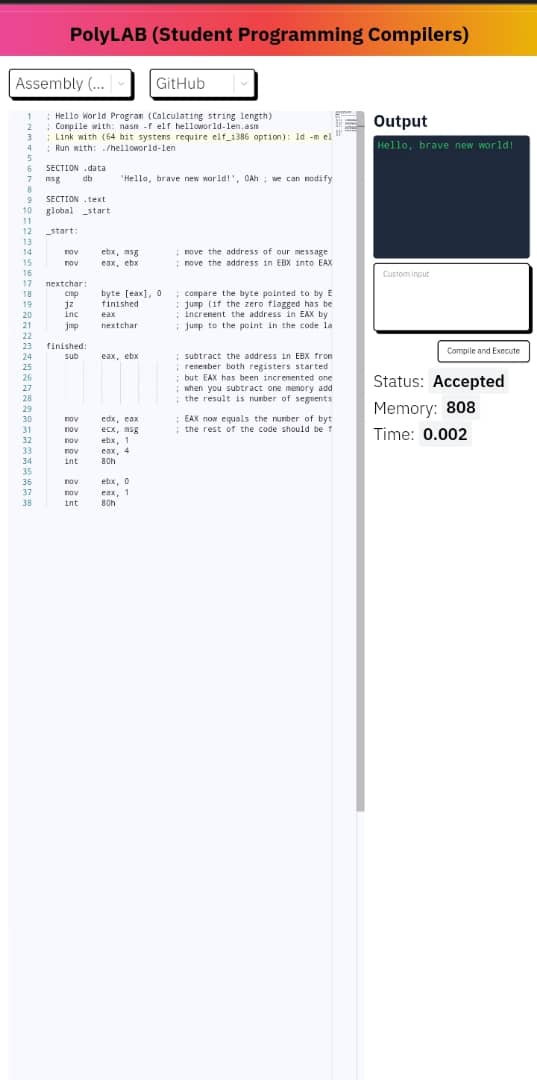 PolyLAB (Student Programming Compilers)
Assembly (...
GitHub
1 ; Hello World Program (Calculating string length)
2 ; Compile with: nasm -f elf helloworld-len.asm
3 ; Link with (64 bit systems require elf_i386 option): ld -m el
4 ; Run with: ./helloworld-len
5
6 SECTION .data
7 msg     db      'Hello, brave new world!', 0Ah ; we can modify
8
9 SECTION .text
10 global  _start
11
12 _start:
13
14     mov     ebx, msg        ; move the address of our message
15     mov     eax, ebx        ; move the address in EBX into EAX
16
17 nextchar:
18     cmp     byte [eax], 0   ; compare the byte pointed to by E
19     jz      finished        ; jump (if the zero flagged has be
20     inc     eax             ; increment the address in EAX by
21     jmp     nextchar        ; jump to the point in the code la
22
23 finished:
24     sub     eax, ebx        ; subtract the address in EBX from
25                             ; remember both registers started
26                             ; but EAX has been incremented one
27                             ; when you subtract one memory add
28                             ; the result is number of segments
29
30     mov     edx, eax        ; EAX now equals the number of byt
31     mov     ecx, msg        ; the rest of the code should be f
32     mov     ebx, 1
33     mov     eax, 4
34     int     80h
35
36     mov     ebx, 0
37     mov     eax, 1
38     int     80h
Output
Hello, brave new world!
Custom input
Compile and Execute
Status: Accepted
Memory: 808
Time: 0.002